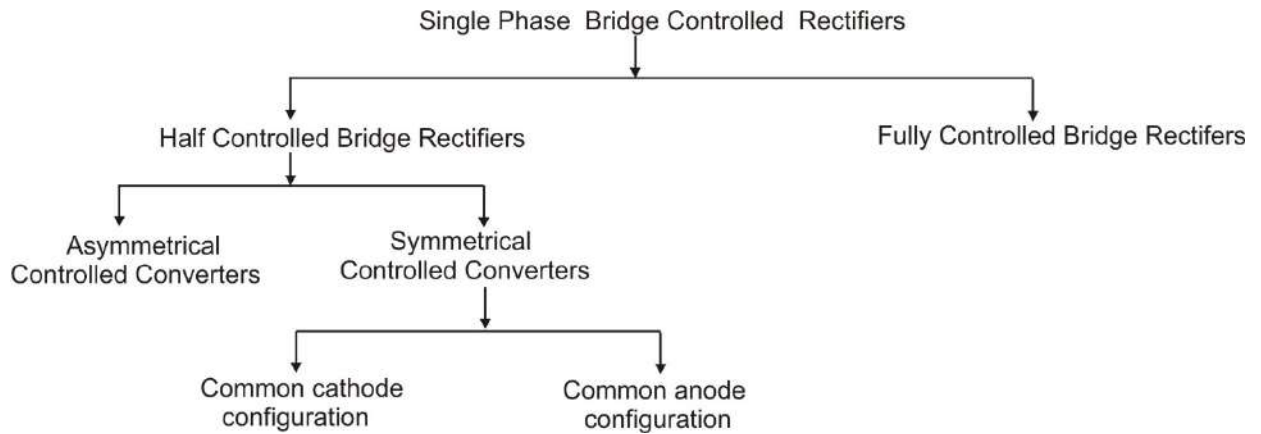 Single Phase Bridge Controlled Rectifiers
Half Controlled Bridge Rectifiers
Fully Controlled Bridge Rectifers
Asymmetrical
Controlled Converters
Symmetrical
Controlled Converters
Common cathode
configuration
Common anode
configuration